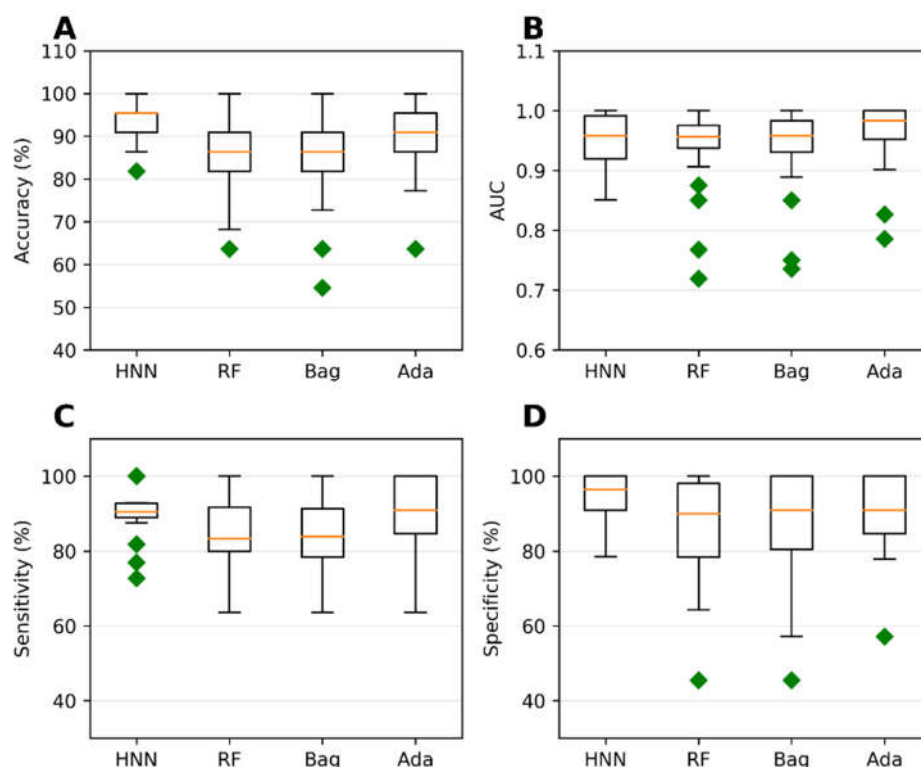 A
Accuracy (%)
110
100
90
80
70
60
50
40
HNN RF Bag Ada
B
AUC
1.1
1.0
0.9
0.8
0.7
0.6
HNN RF Bag Ada
C
Sensitivity (%)
100
80
60
40
HNN RF Bag Ada
D
Specificity (%)
100
80
60
40
HNN RF Bag Ada